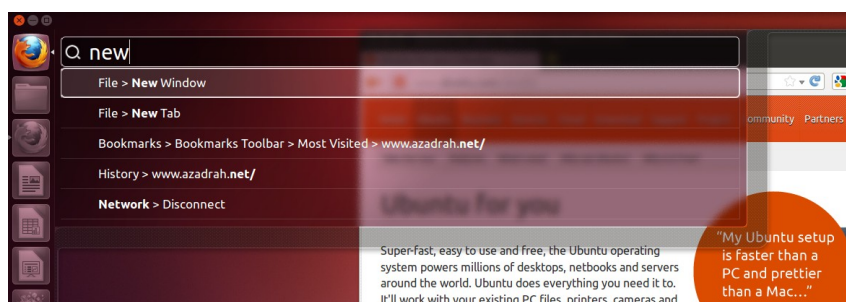 new
File > New Window
File > New Tab
Bookmarks > Bookmarks Toolbar > Most Visited > www.azadrah.net/
History > www.azadrah.net/
Network > Disconnect
ommunity Partners
Ubuntu for you
Super-fast, easy to use and free, the Ubuntu operating
system powers millions of desktops, netbooks and servers
around the world. Ubuntu does everything you need it to.
It'll work with your existing PC files, printers, cameras and
"My Ubuntu setup
is faster than a
PC and prettier
than a Mac..."